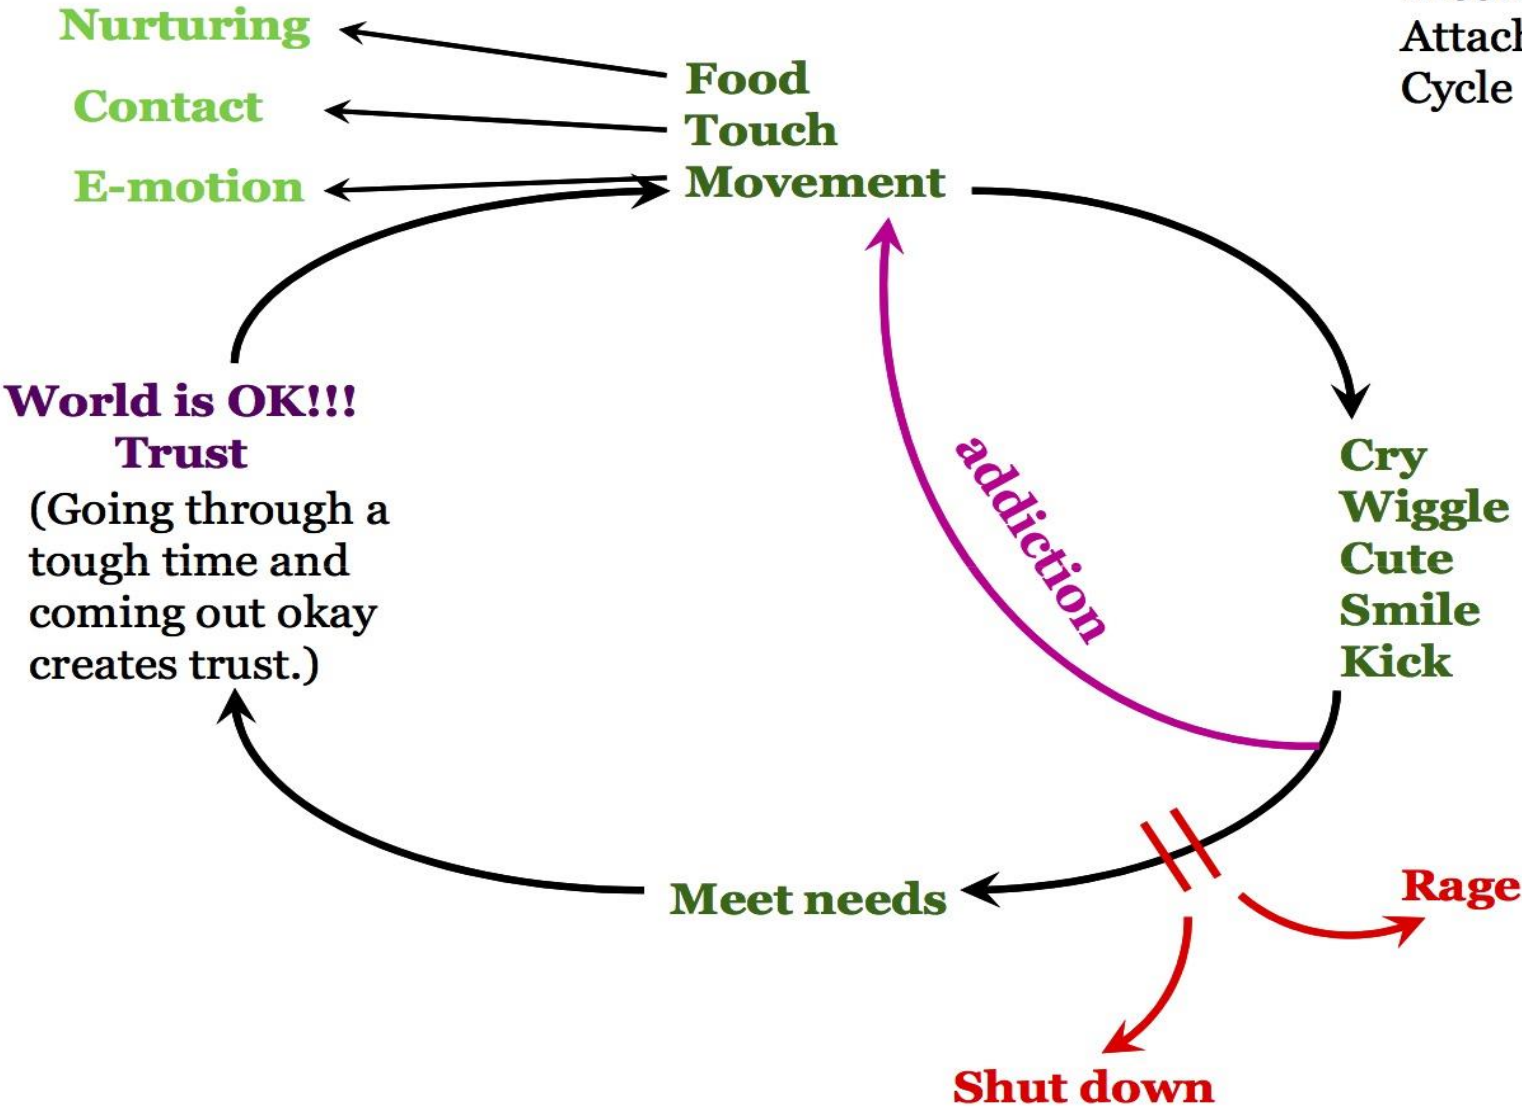 Nurturing
Contact
E-motion
Food
Touch
Movement
Cycle
World is OK!!!
Trust
(Going through a
tough time and
coming out okay
creates trust.)
addiction
Cry
Wiggle
Cute
Smile
Kick
Meet needs
Rage
Shut down